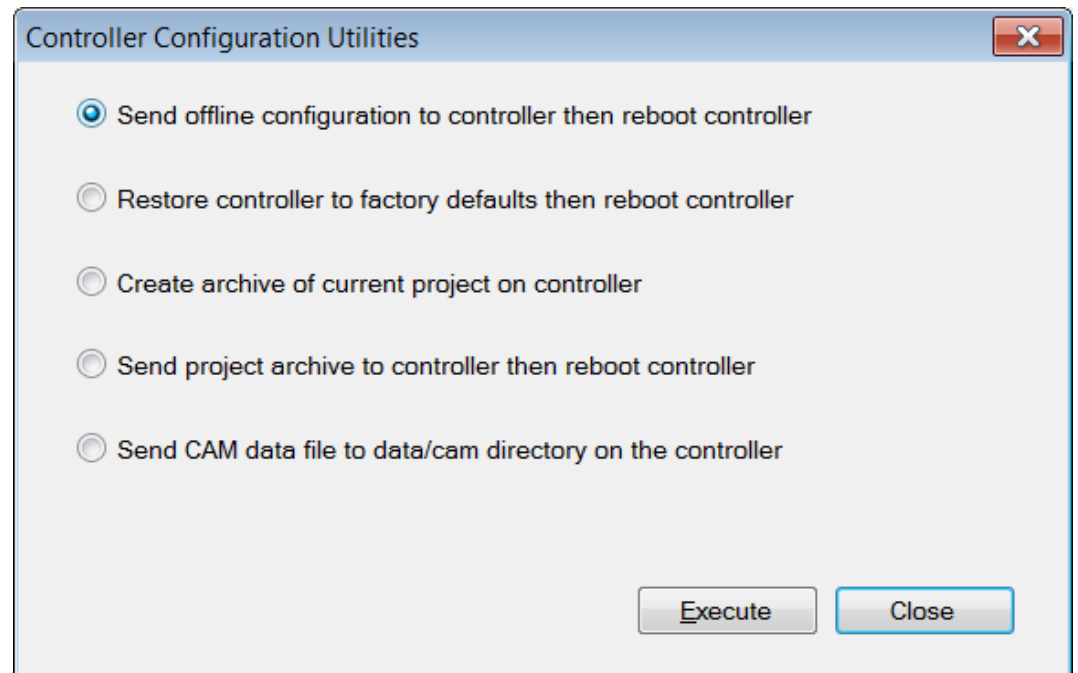 Controller Configuration Utilities
Send offline configuration to controller then reboot controller
Restore controller to factory defaults then reboot controller
Create archive of current project on controller
Send project archive to controller then reboot controller
Send CAM data file to data/cam directory on the controller
Execute Close